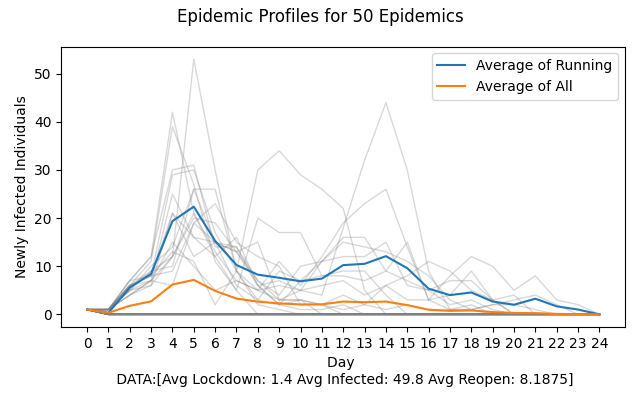 Epidemic Profiles for 50 Epidemics
Average of Running
Average of All
Newly Infected Individuals
50
40
30
20
10
0
0 1 2 3 4 5 6 7 8 9 10 11 12 13 14 15 16 17 18 19 20 21 22 23 24
Day
DATA:[Avg Lockdown: 1.4 Avg Infected: 49.8 Avg Reopen: 8.1875]